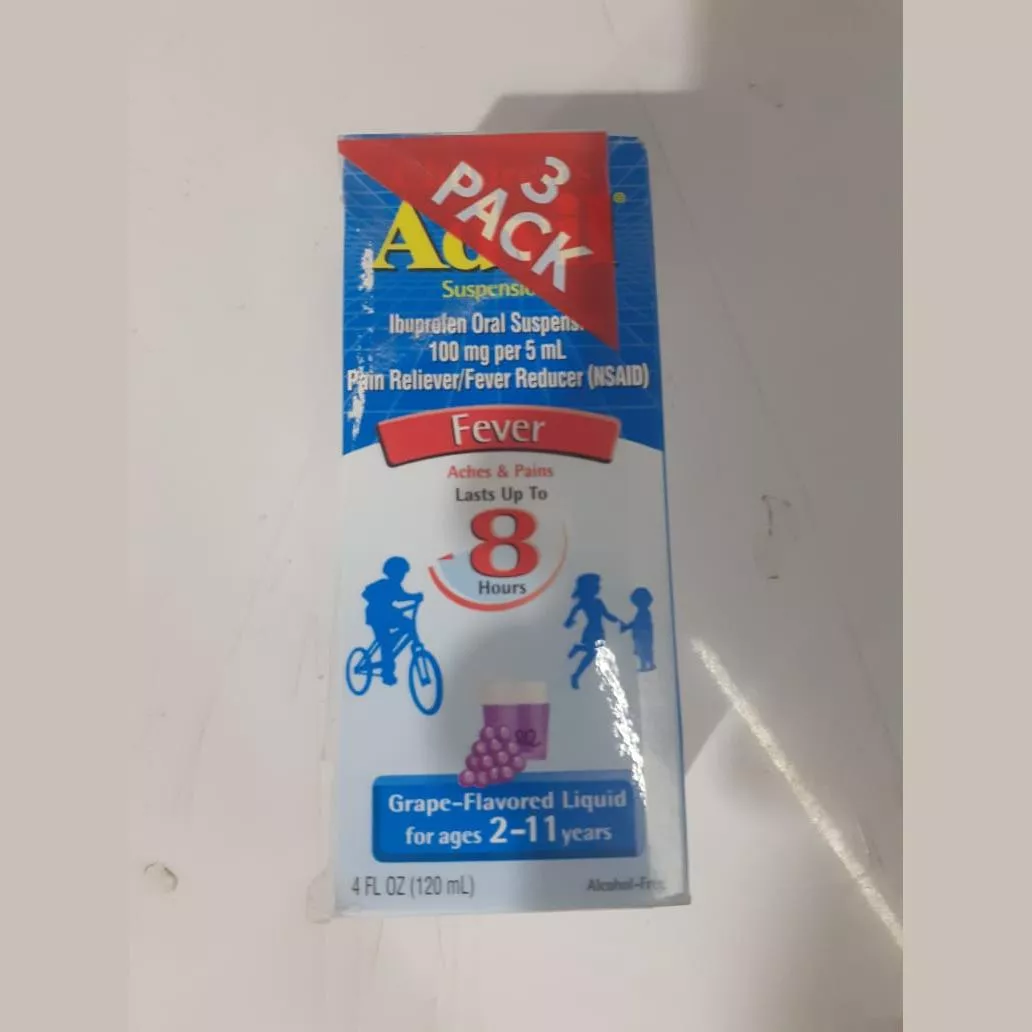 3
PACK
Ad
®
Suspensio
Ibuprofen Oral Suspens
100 mg per 5 mL
Pain Reliever/Fever Reducer (NSAID)
Fever
Aches & Pains
Lasts Up To
8
Hours
Grape-Flavored Liquid
for ages 2-11 years
4 FL OZ (120 mL)
Alcohol-Free